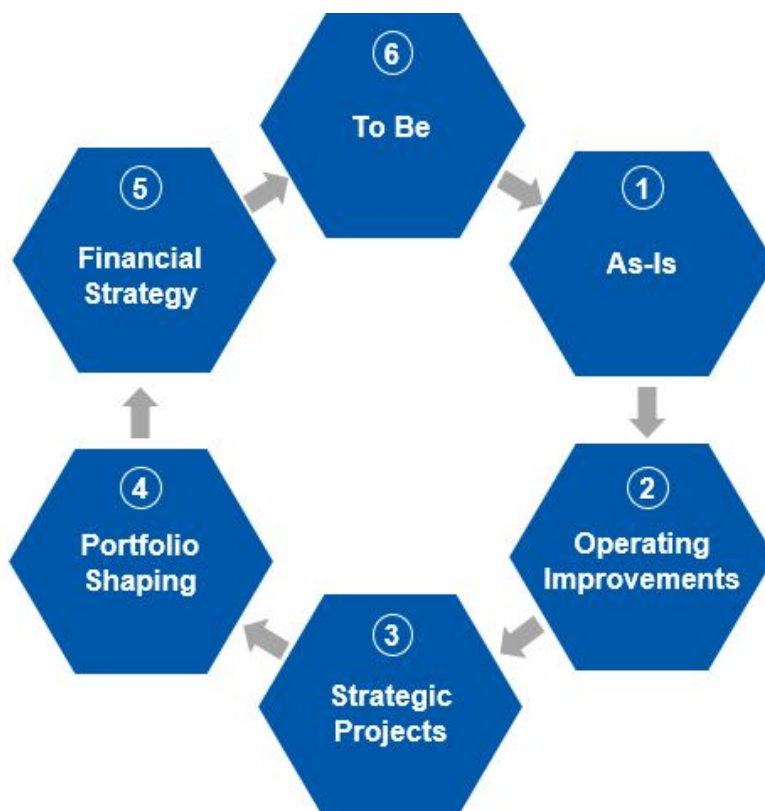 6
To Be
1
As-Is
2
Operating
Improvements
3
Strategic
Projects
4
Portfolio
Shaping
5
Financial
Strategy